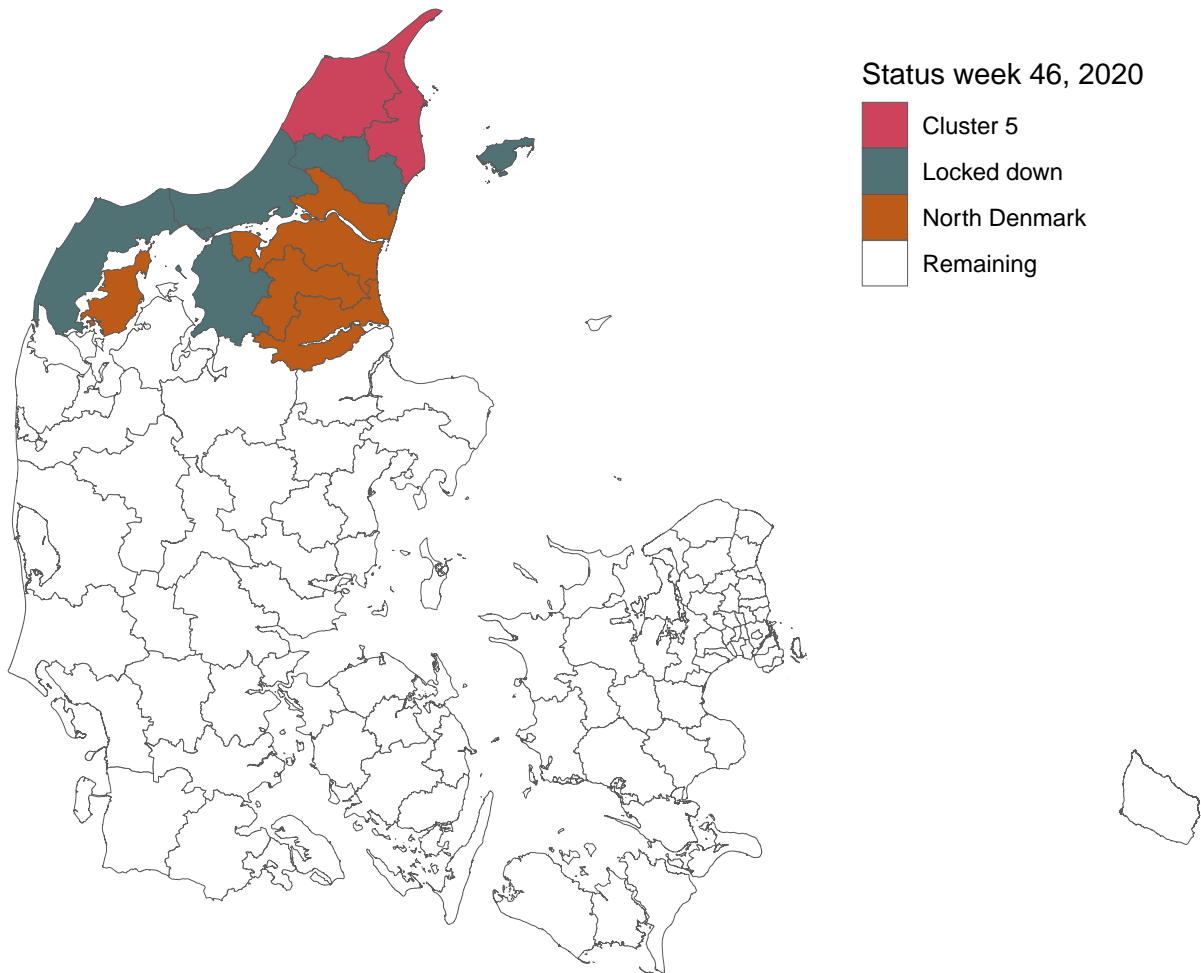 Status week 46, 2020
Cluster 5
Locked down
North Denmark
Remaining